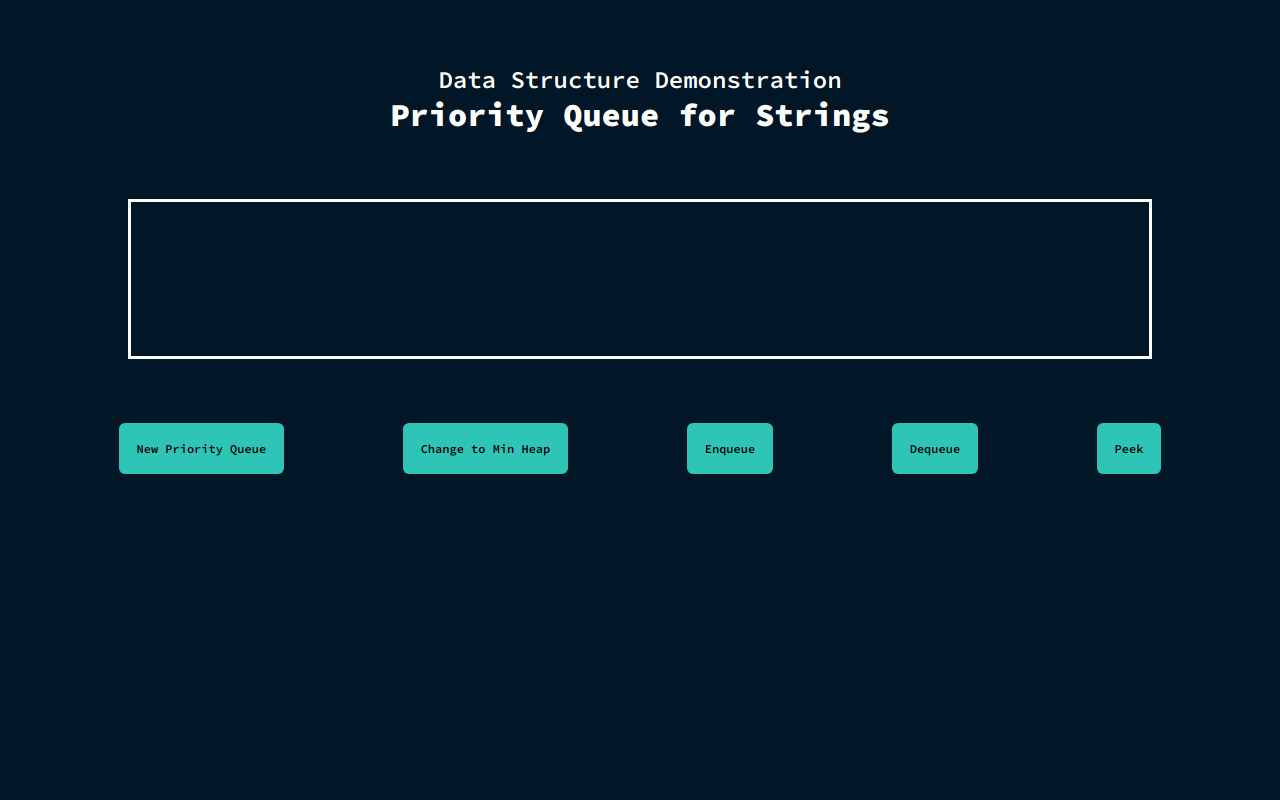 Data Structure Demonstration
Priority Queue for Strings
New Priority Queue
Change to Min Heap
Enqueue
Dequeue
Peek